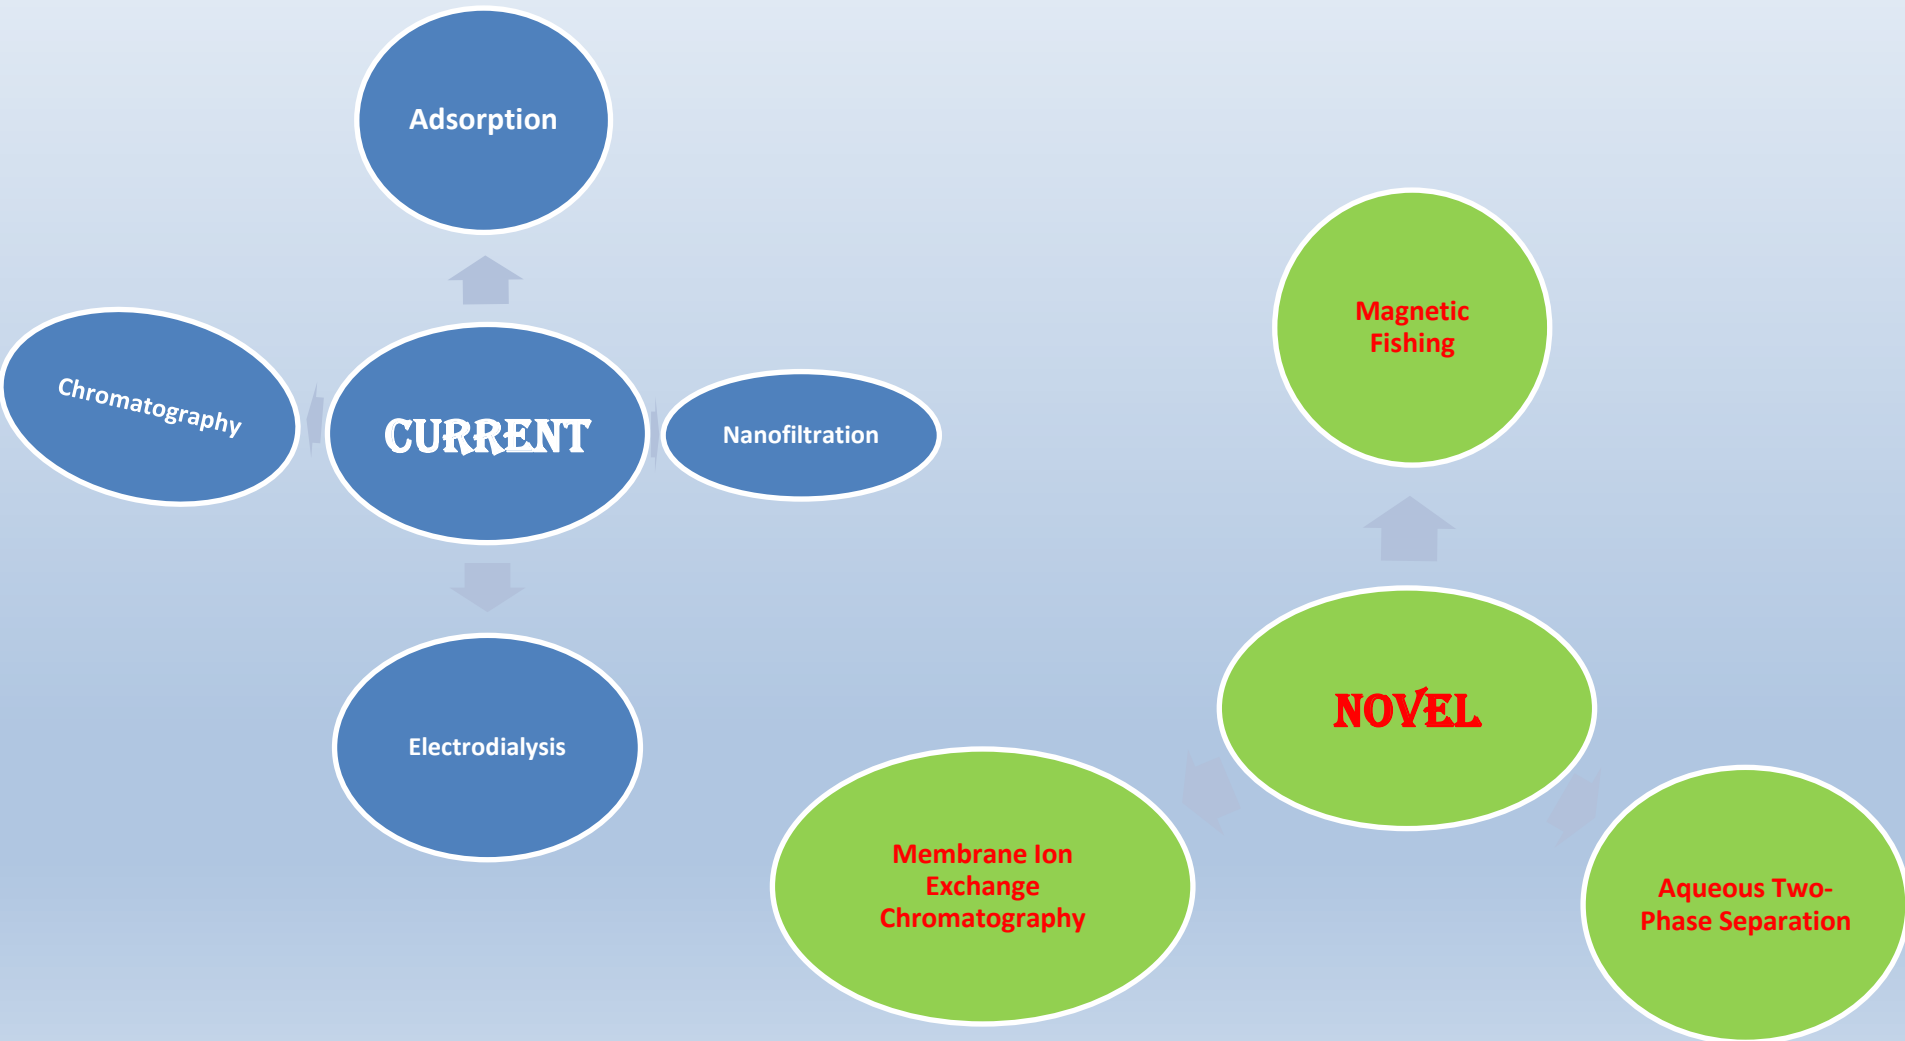 Adsorption
Chromatography
CURRENT
Nanofiltration
Electrodialysis
Magnetic
Fishing
NOVEL
Membrane Ion
Exchange
Chromatography
Aqueous Two-
Phase Separation